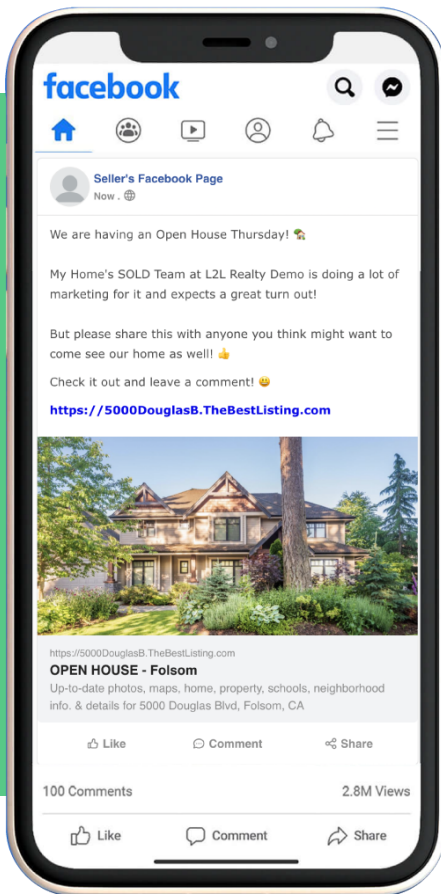 facebook
Seller's Facebook Page
Now .
We are having an Open House Thursday! 🏡
My Home's SOLD Team at L2L Realty Demo is doing a lot of
marketing for it and expects a great turn out!
But please share this with anyone you think might want to
come see our home as well! 👍
Check it out and leave a comment! 😀
https://5000DouglasB.TheBestListing.com
https://5000DouglasB.TheBestListing.com
OPEN HOUSE - Folsom
Up-to-date photos, maps, home, property, schools, neighborhood
info. & details for 5000 Douglas Blvd, Folsom, CA
Like Comment Share
100 Comments 2.8M Views
Like Comment Share